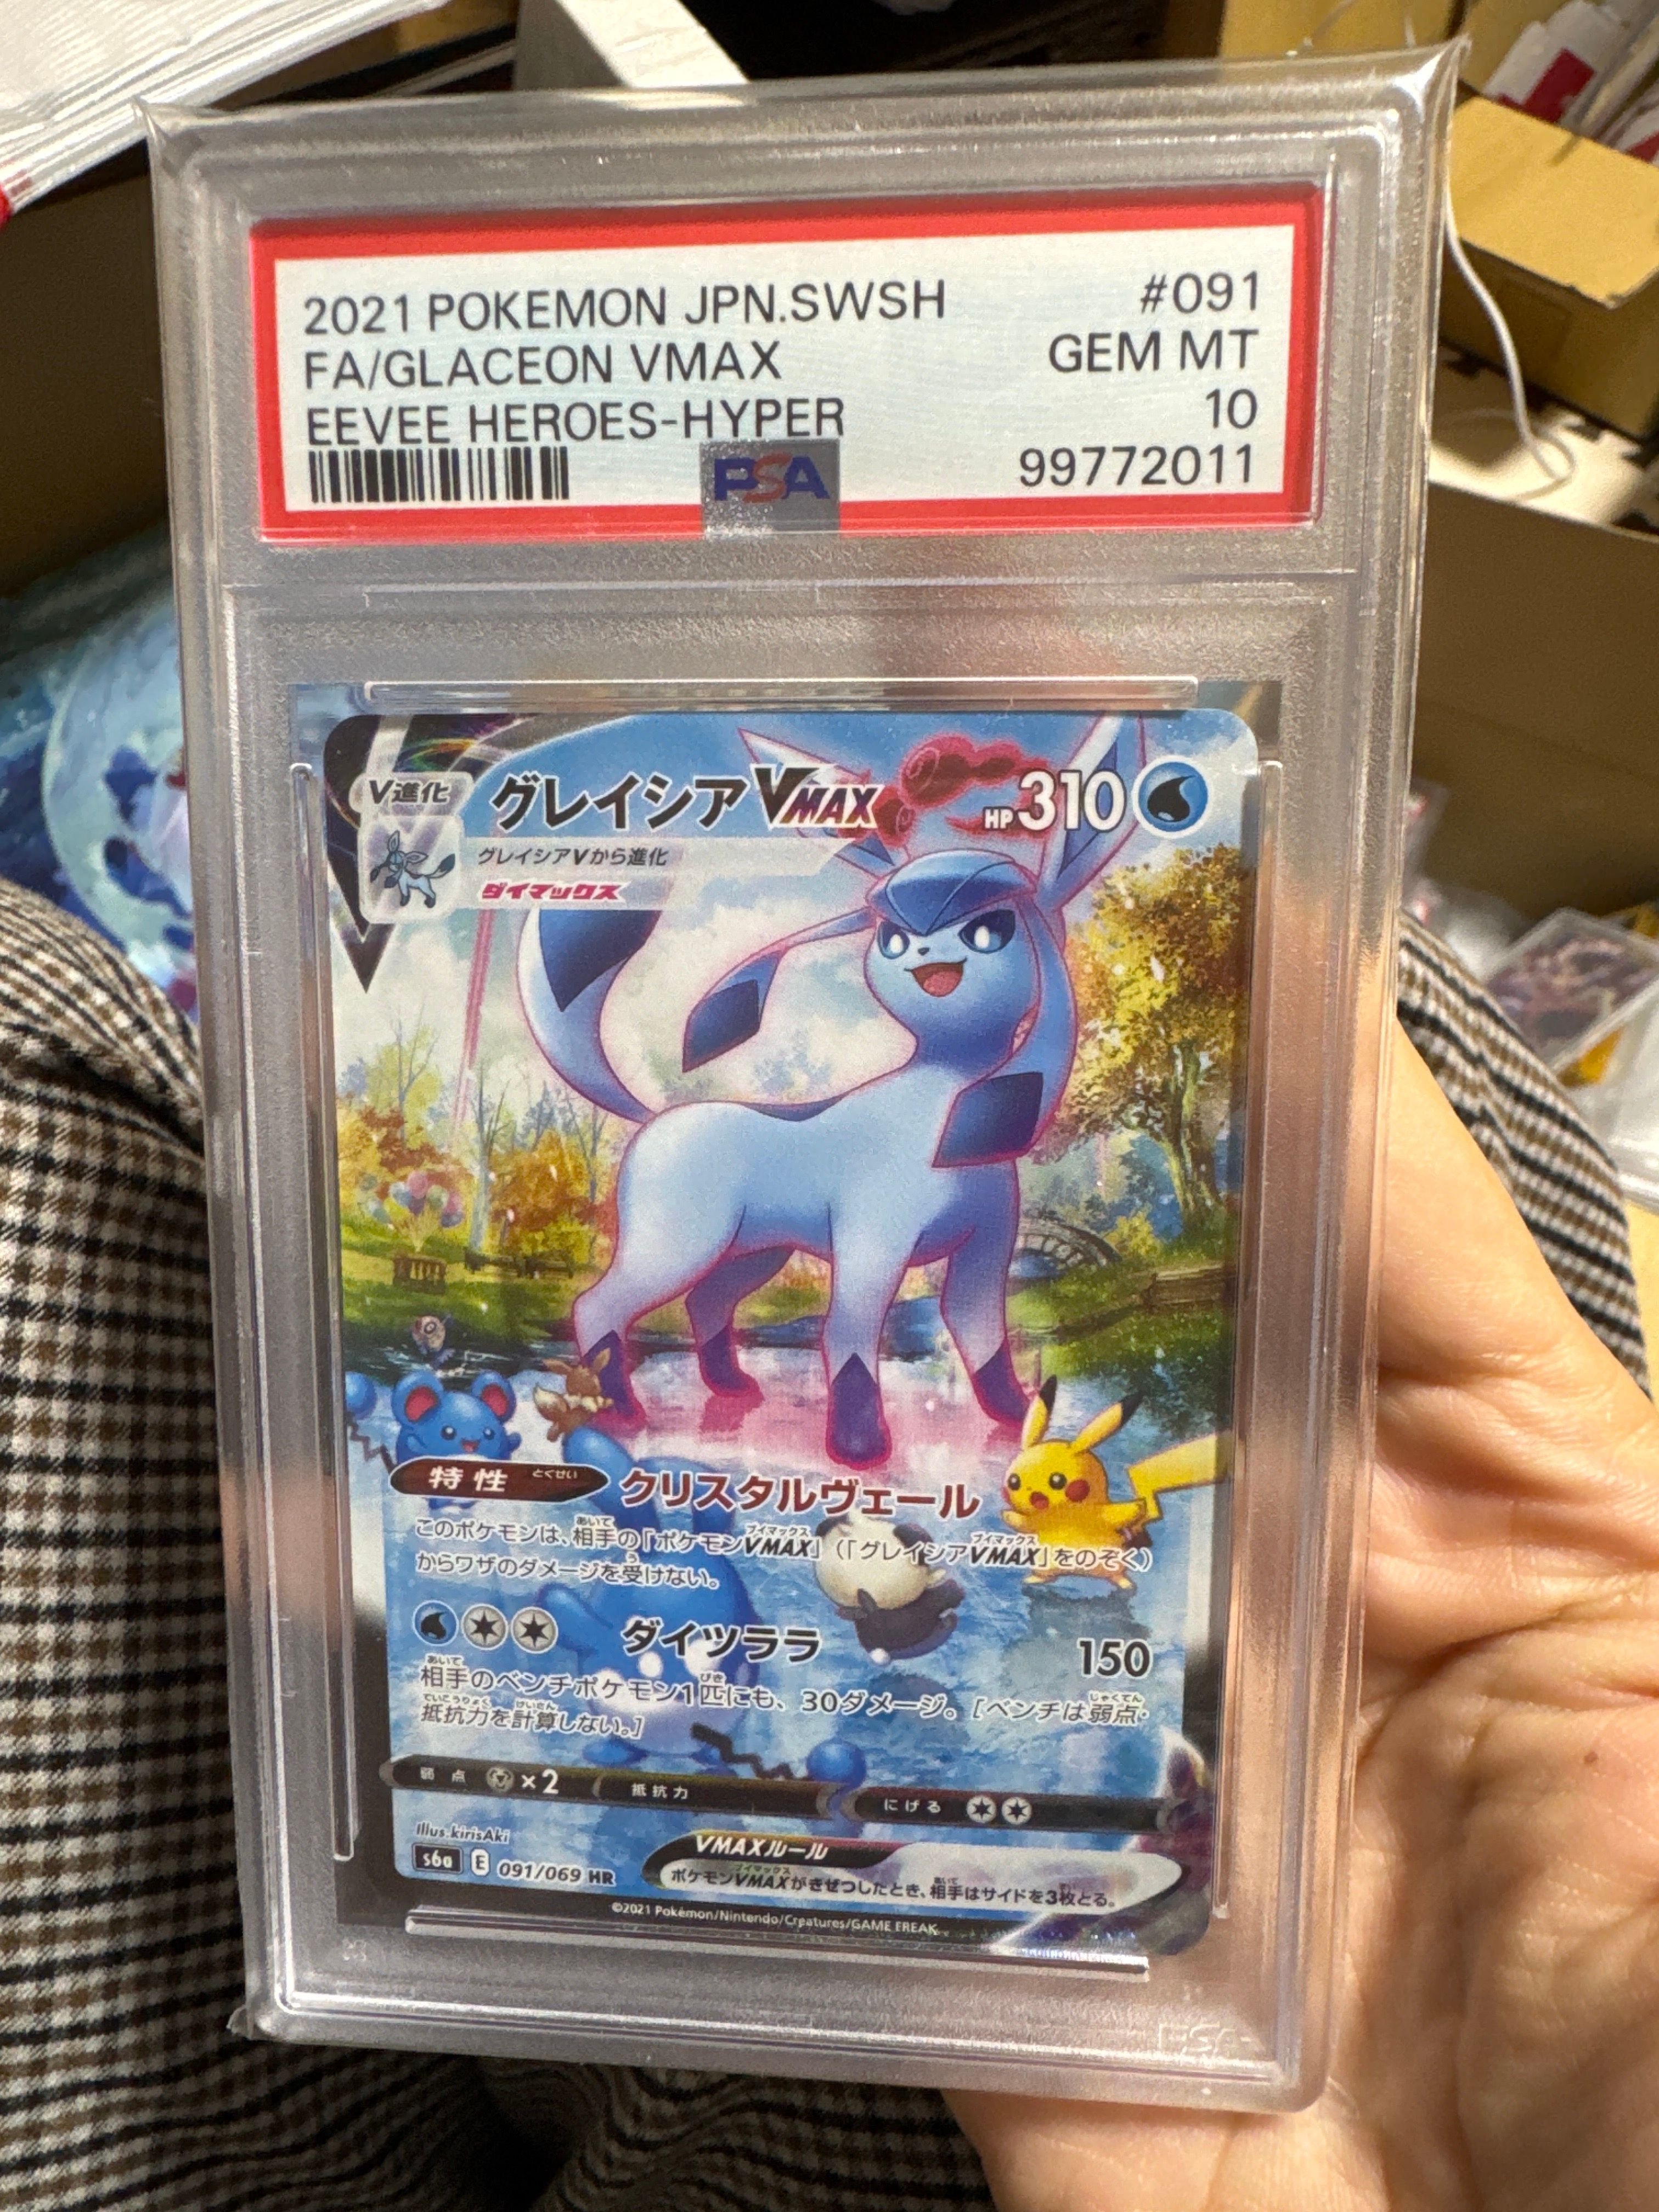 2021 POKEMON JPN.SWSH #091
FA/GLACEON VMAX GEM MT
EEVEE HEROES-HYPER 10
PSA 99772011
V進化 グレイシアVMAX HP310
グレイシアVから進化
ダイマックス
特性 とくせい クリスタルヴェール
このポケモンは、相手の「ポケモンVMAX」(「グレイシアVMAX」をのぞく)
からワザのダメージを受けない。
ダイツララ 150
相手のベンチポケモン1匹にも、30ダメージ。[ベンチは弱点・
抵抗力を計算しない。]
弱点 ×2 抵抗力 にげる
Illus.kirisAki
s6a E 091/069 HR
VMAXルール
ポケモンVMAXがきぜつしたとき、相手はサイドを3枚とる。
©2021 Pokémon/Nintendo/Creatures/GAME FREAK